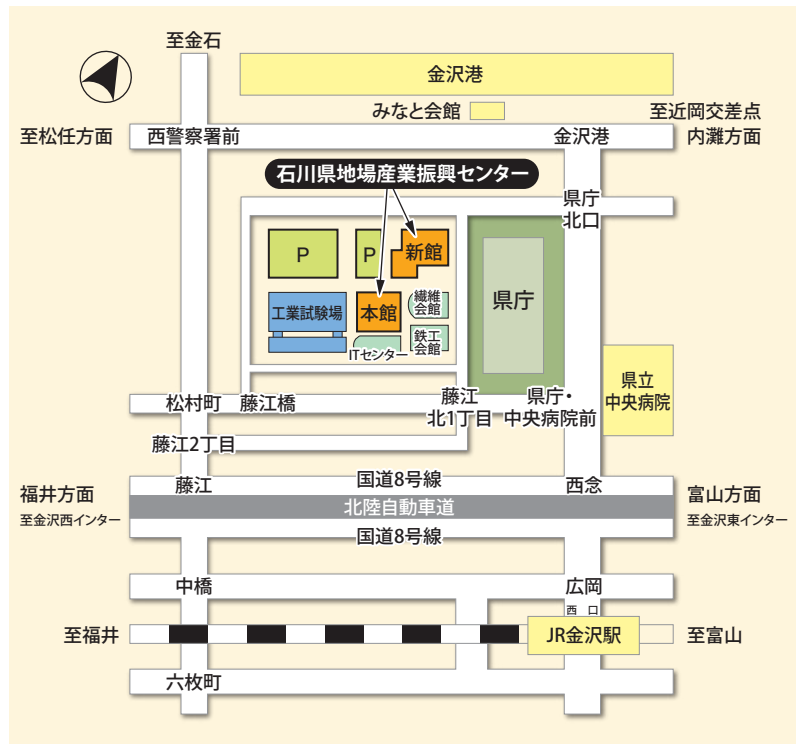 至金石
金沢港
みなと会館
至近岡交差点
至松任方面
西警察署前
金沢港
内灘方面
石川県地場産業振興センター
県庁
北口
P
P
新館
県庁
工業試験場
本館
繊維
会館
鉄工
会館
ITセンター
県立
中央病院
松村町
藤江橋
藤江
北1丁目
県庁・
中央病院前
藤江2丁目
福井方面
至金沢西インター
藤江
国道8号線
西念
富山方面
至金沢東インター
北陸自動車道
国道8号線
中橋
広岡
西 口
至福井
JR金沢駅
至富山
六枚町